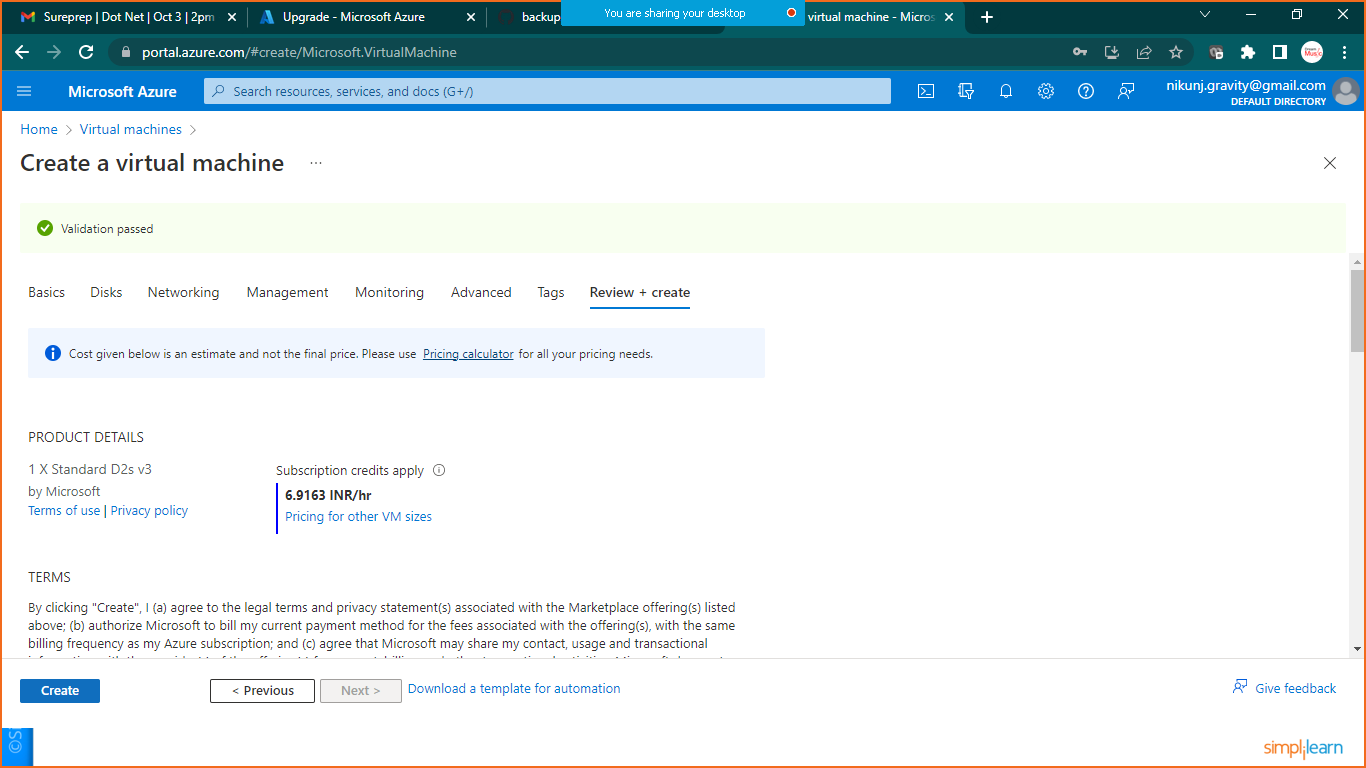 Sureprep | Dot Net | Oct 3 | 2pm
Upgrade - Microsoft Azure
backup
You are sharing your desktop
virtual machine - Micros
portal.azure.com/#create/Microsoft.VirtualMachine
Microsoft Azure
Search resources, services, and docs (G+/)
nikunj.gravity@gmail.com
DEFAULT DIRECTORY
Home > Virtual machines >
Create a virtual machine ...
Validation passed
Basics Disks Networking Management Monitoring Advanced Tags Review + create
Cost given below is an estimate and not the final price. Please use Pricing calculator for all your pricing needs.
PRODUCT DETAILS
1 X Standard D2s v3
by Microsoft
Terms of use | Privacy policy
Subscription credits apply
6.9163 INR/hr
Pricing for other VM sizes
TERMS
By clicking "Create", I (a) agree to the legal terms and privacy statement(s) associated with the Marketplace offering(s) listed
above; (b) authorize Microsoft to bill my current payment method for the fees associated with the offering(s), with the same
billing frequency as my Azure subscription; and (c) agree that Microsoft may share my contact, usage and transactional
Create
< Previous
Next >
Download a template for automation
Give feedback
©S
simplilearn